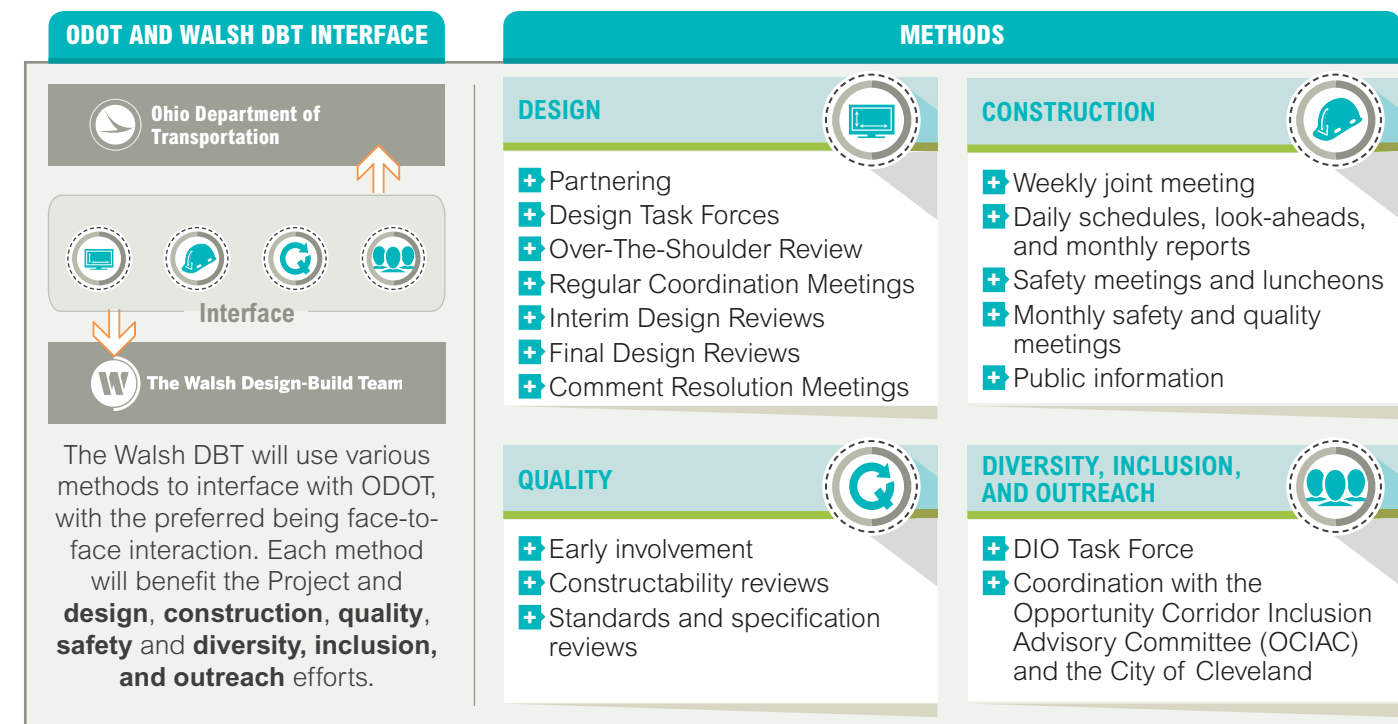 ODOT AND WALSH DBT INTERFACE
Ohio Department of
Transportation
Interface
W The Walsh Design-Build Team
The Walsh DBT will use various
methods to interface with ODOT,
with the preferred being face-to-
face interaction. Each method
will benefit the Project and
design, construction, quality,
safety and diversity, inclusion,
and outreach efforts.
METHODS
DESIGN
Partnering
Design Task Forces
Over-The-Shoulder Review
Regular Coordination Meetings
Interim Design Reviews
Final Design Reviews
Comment Resolution Meetings
CONSTRUCTION
Weekly joint meeting
Daily schedules, look-aheads,
and monthly reports
Safety meetings and luncheons
Monthly safety and quality
meetings
Public information
QUALITY
Early involvement
Constructability reviews
Standards and specification
reviews
DIVERSITY, INCLUSION,
AND OUTREACH
DIO Task Force
Coordination with the
Opportunity Corridor Inclusion
Advisory Committee (OCIAC)
and the City of Cleveland